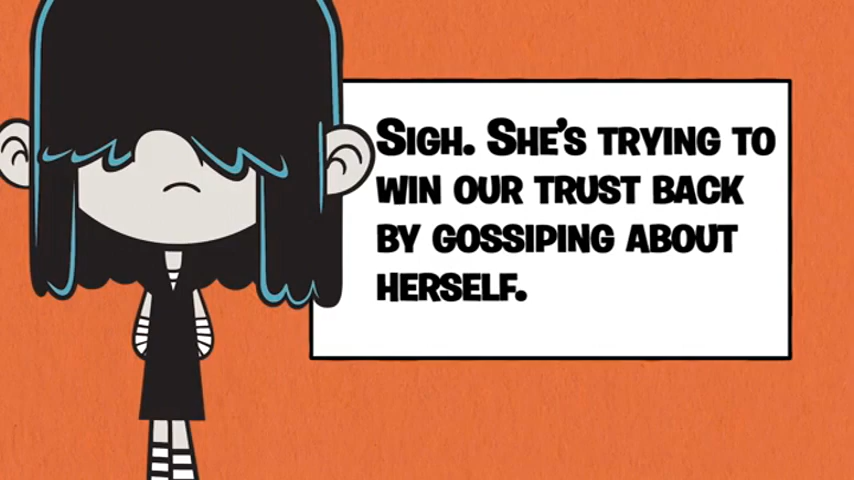 Sigh. She's trying to
win our trust back
by gossiping about
herself.